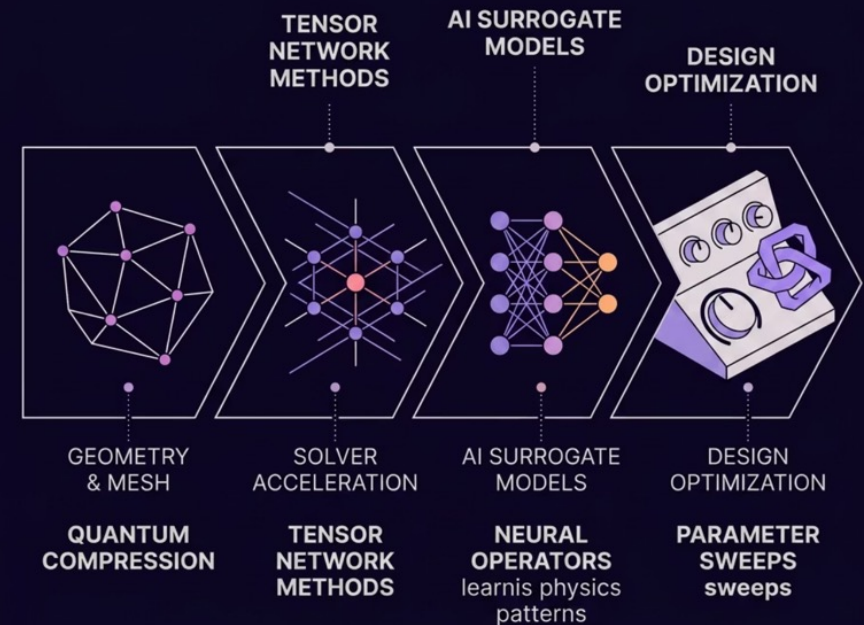 TENSOR
NETWORK
METHODS
AI SURROGATE
MODELS
DESIGN
OPTIMIZATION
GEOMETRY
& MESH
SOLVER
ACCELERATION
AI SURROGATE
MODELS
DESIGN
OPTIMIZATION
QUANTUM
COMPRESSION
TENSOR
NETWORK
METHODS
NEURAL
OPERATORS
learnis physics
patterns
PARAMETER
SWEEPS
sweeps